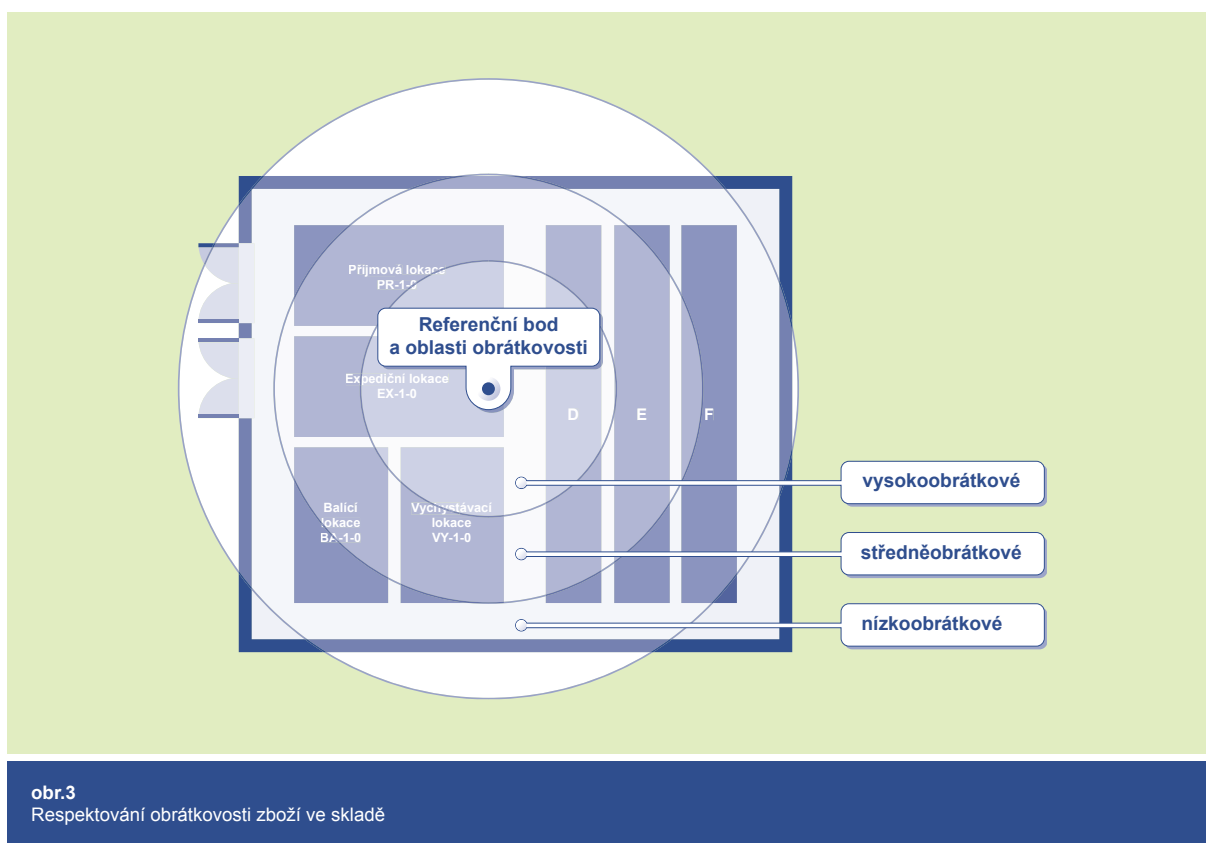 Příjmová lokace
PR-1-0
Referenční bod
a oblasti obrátkovosti
Expediční lokace
EX-1-0
D
E
F
Balící
lokace
BA-1-0
Vychystávací
lokace
VY-1-0
vysokoobrátkové
středněobrátkové
nízkoobrátkové
obr.3
Respektování obrátkovosti zboží ve skladě